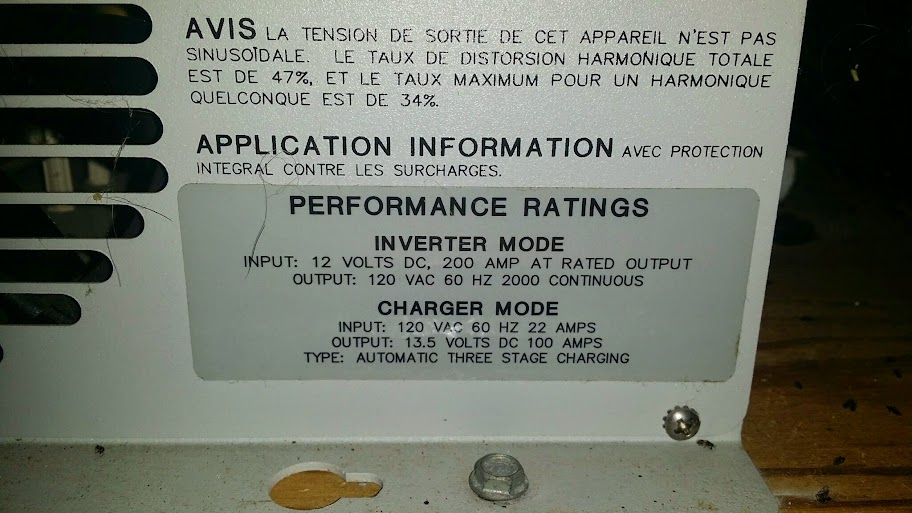 AVIS LA TENSION DE SORTIE DE CET APPAREIL N'EST PAS
SINUSOÏDALE. LE TAUX DE DISTORSION HARMONIQUE TOTALE
EST DE 47%, ET LE TAUX MAXIMUM POUR UN HARMONIQUE
QUELCONQUE EST DE 34%.
APPLICATION INFORMATION AVEC PROTECTION
INTEGRAL CONTRE LES SURCHARGES.
PERFORMANCE RATINGS
INVERTER MODE
INPUT: 12 VOLTS DC, 200 AMP AT RATED OUTPUT
OUTPUT: 120 VAC 60 HZ 2000 CONTINUOUS
CHARGER MODE
INPUT: 120 VAC 60 HZ 22 AMPS
OUTPUT: 13.5 VOLTS DC 100 AMPS
TYPE: AUTOMATIC THREE STAGE CHARGING